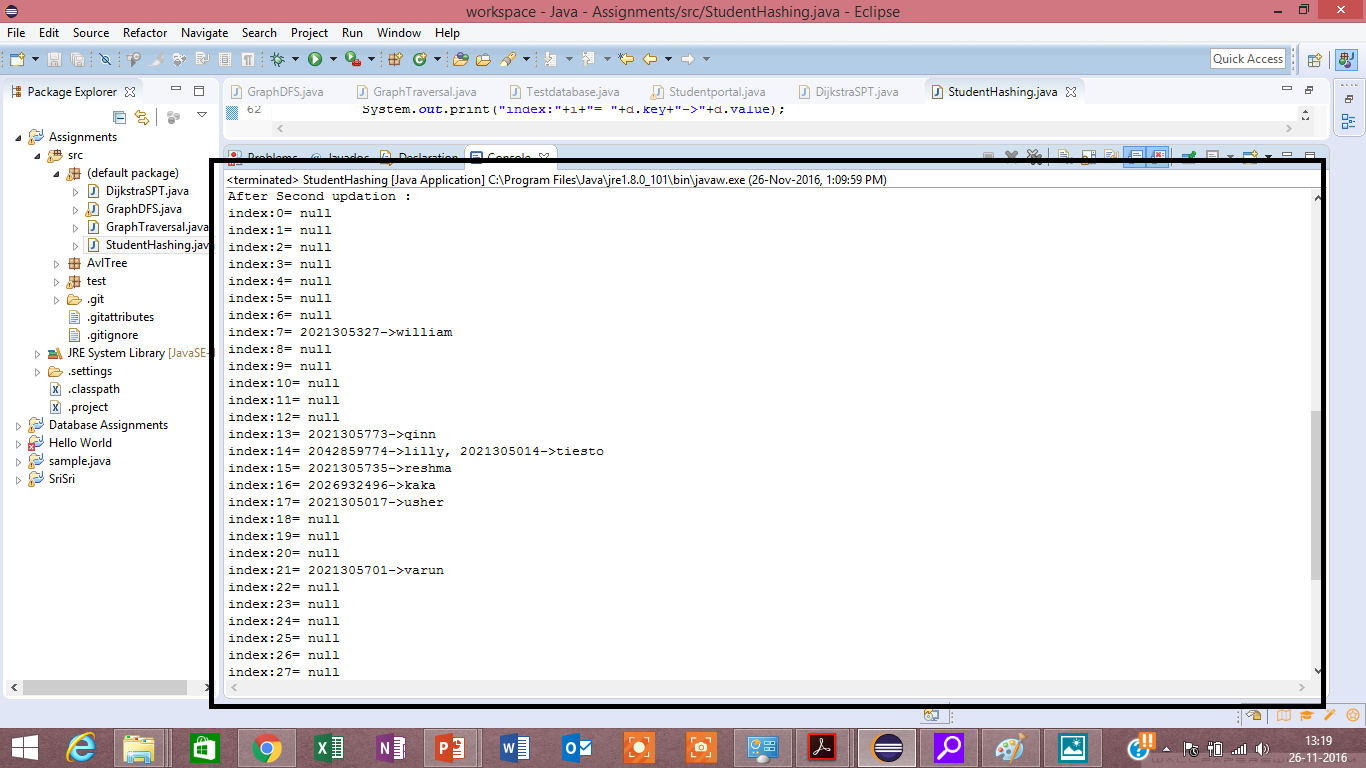 workspace - Java - Assignments/src/StudentHashing.java - Eclipse
File Edit Source Refactor Navigate Search Project Run Window Help
Quick Access
Package Explorer
GraphDFS.java GraphTraversal.java Testdatabase.java Studentportal.java DijkstraSPT.java StudentHashing.java
62 System.out.print("index:"+i+"= "+d.key+"->"+d.value);
Assignments
src
(default package)
DijkstraSPT.java
GraphDFS.java
GraphTraversal.java
StudentHashing.java
AvlTree
test
.git
.gitattributes
.gitignore
JRE System Library [JavaSE-
.settings
.classpath
.project
Database Assignments
Hello World
sample.java
SriSri
Problems @ Javadoc Declaration Console
<terminated> StudentHashing [Java Application] C:\Program Files\Java\jre1.8.0_101\bin\javaw.exe (26-Nov-2016, 1:09:59 PM)
After Second updation :
index:0= null
index:1= null
index:2= null
index:3= null
index:4= null
index:5= null
index:6= null
index:7= 2021305327->william
index:8= null
index:9= null
index:10= null
index:11= null
index:12= null
index:13= 2021305773->qinn
index:14= 2042859774->lilly, 2021305014->tiesto
index:15= 2021305735->reshma
index:16= 2026932496->kaka
index:17= 2021305017->usher
index:18= null
index:19= null
index:20= null
index:21= 2021305701->varun
index:22= null
index:23= null
index:24= null
index:25= null
index:26= null
index:27= null
13:19
26-11-2016